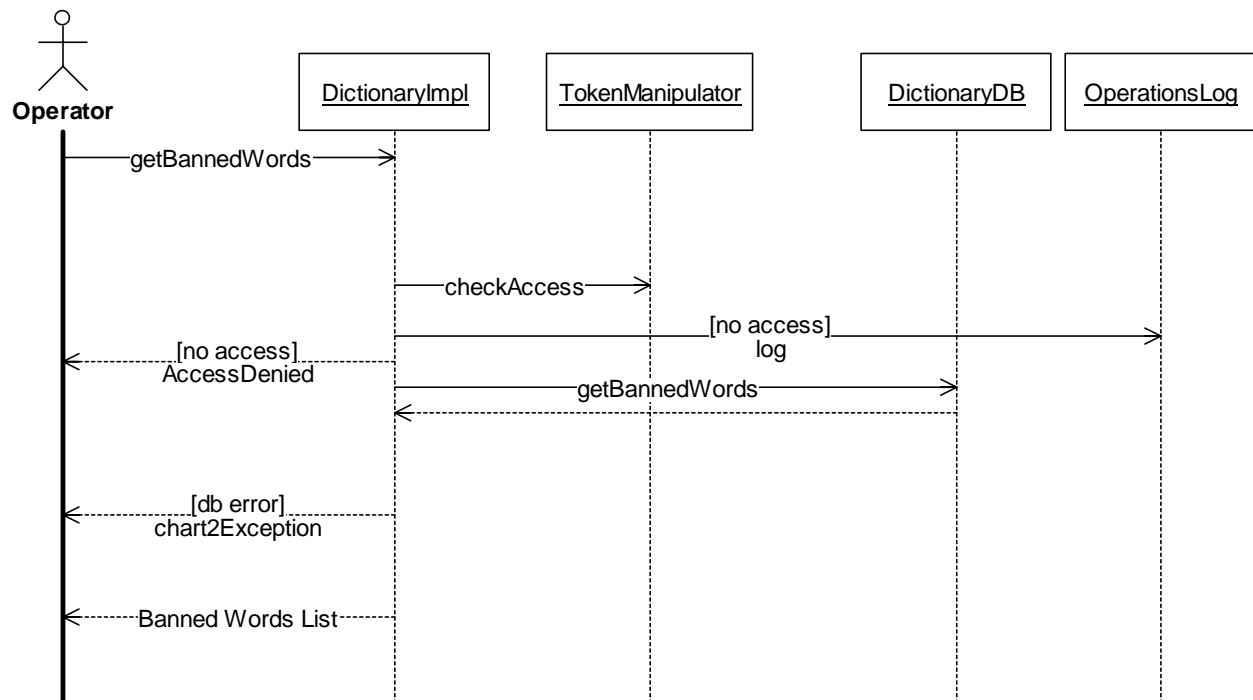 Operator
DictionaryImpl
TokenManipulator
DictionaryDB
OperationsLog
getBannedWords
checkAccess
[no access]
log
[no access]
AccessDenied
getBannedWords
[db error]
chart2Exception
Banned Words List